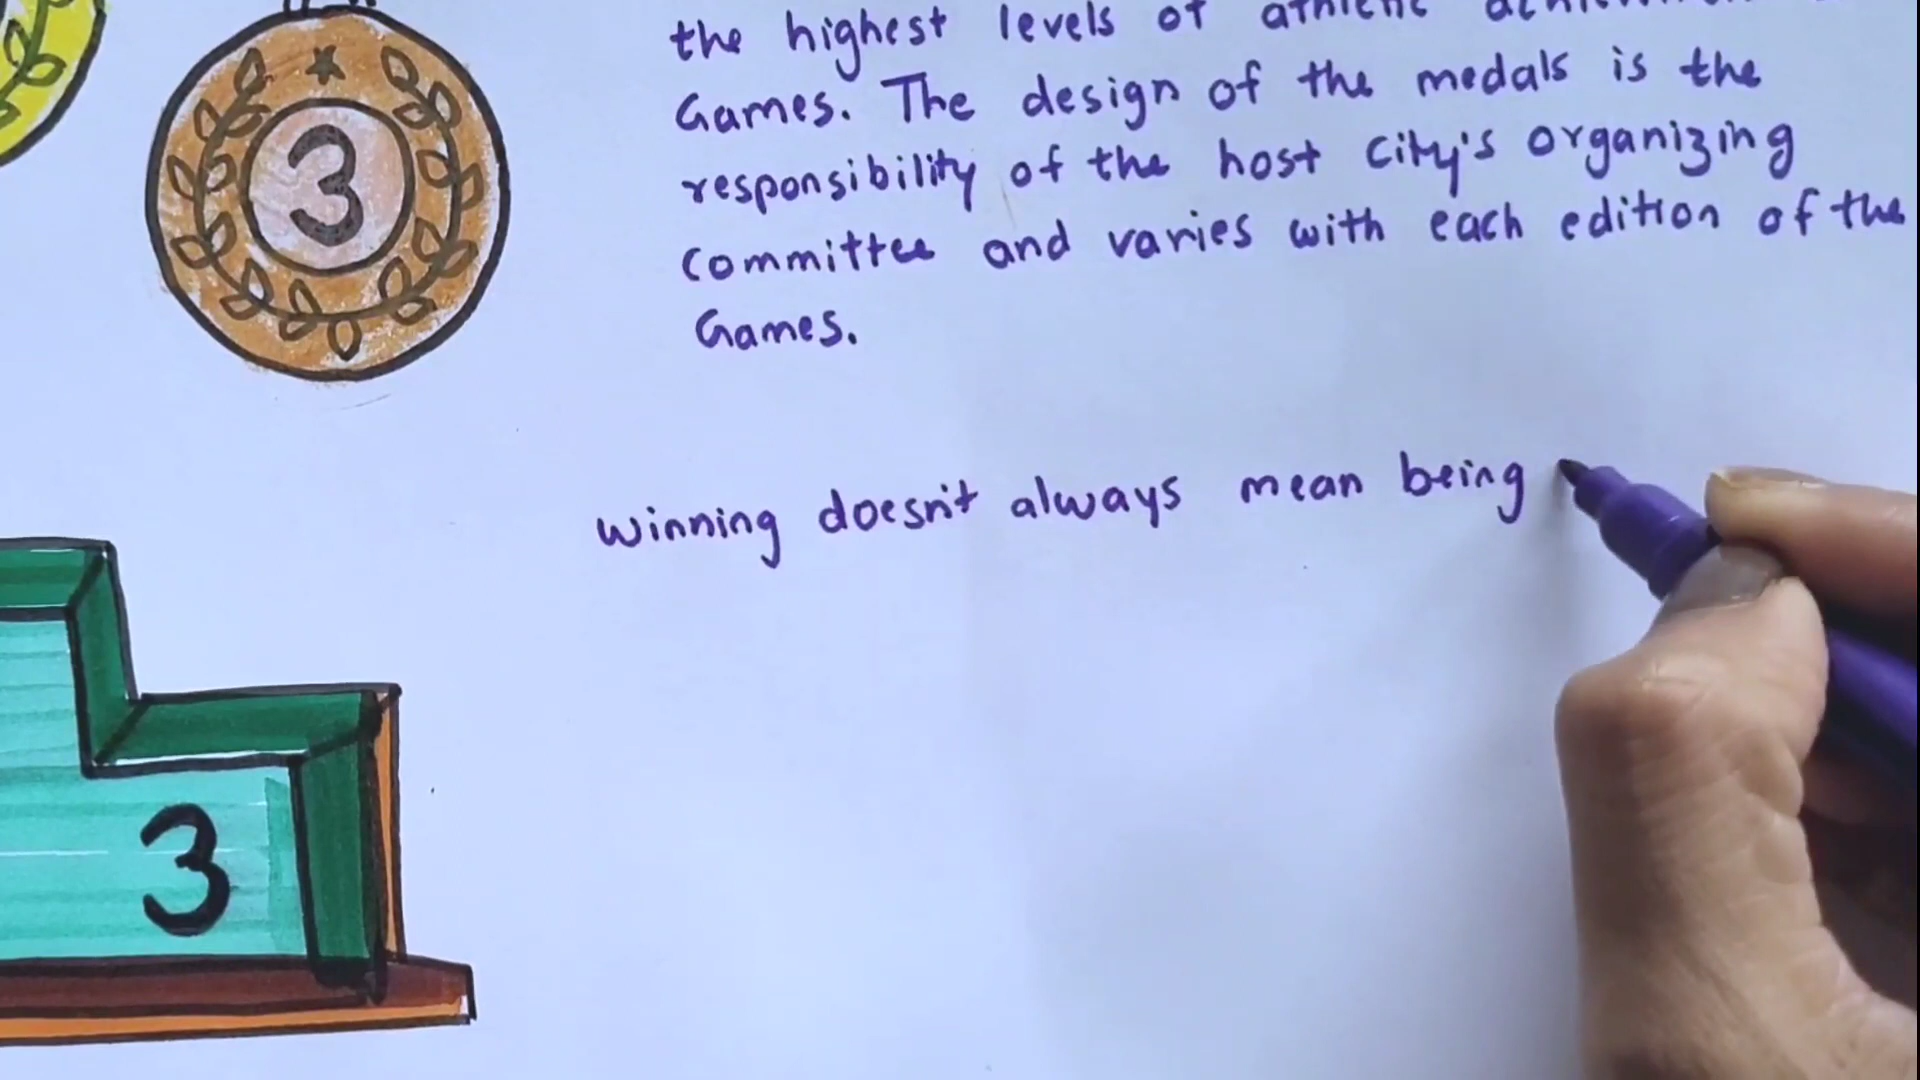 3
the highest levels of athletic
Games. The design of the medals is the
responsibility of the host city's organizing
committee and varies with each edition of the
Games.
winning doesn't always mean being
3